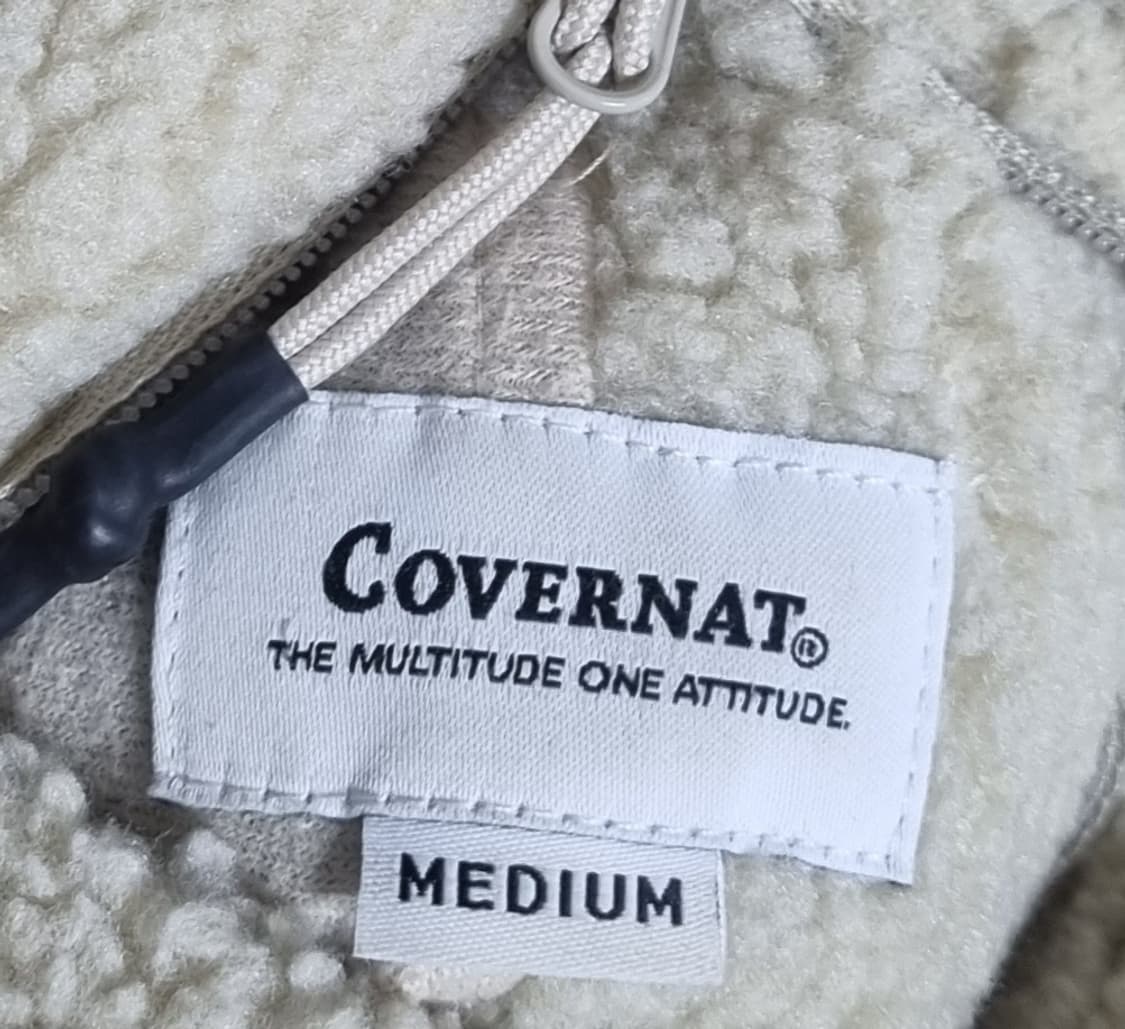 COVERNAT®
THE MULTITUDE ONE ATTITUDE.
MEDIUM